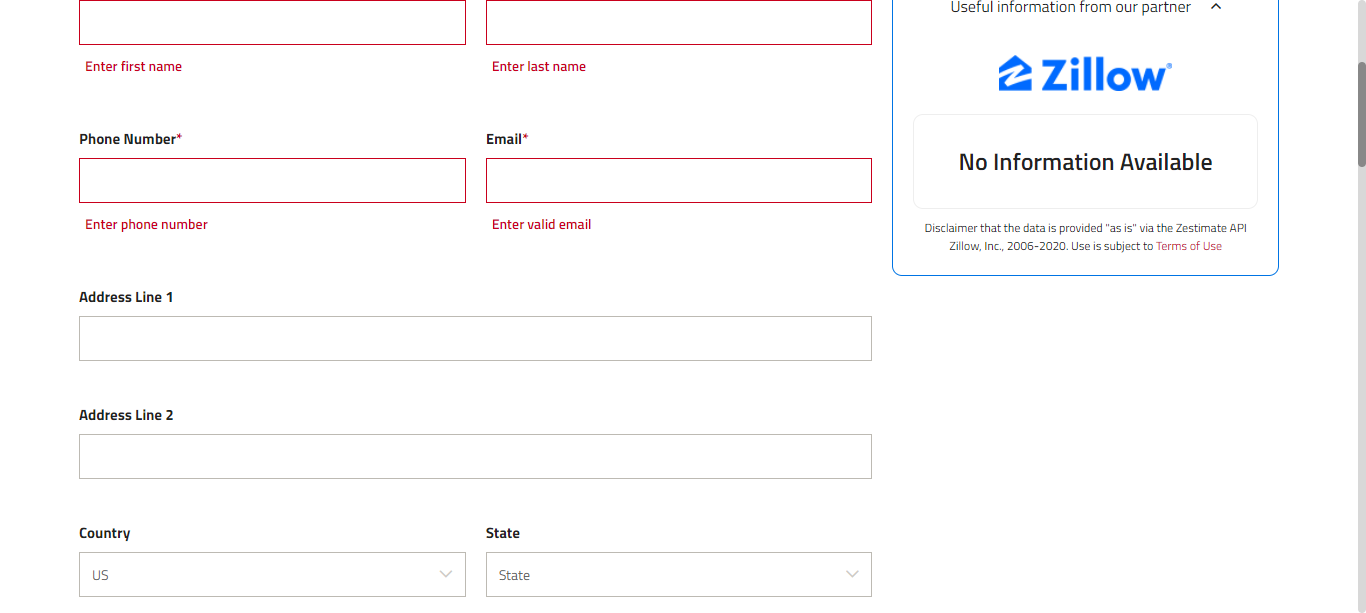 Enter first name
Enter last name
Phone Number*
Email*
Enter phone number
Enter valid email
Address Line 1
Address Line 2
Country
State
US
State
Useful information from our partner
Zillow®
No Information Available
Disclaimer that the data is provided "as is" via the Zestimate API
Zillow, Inc., 2006-2020. Use is subject to Terms of Use